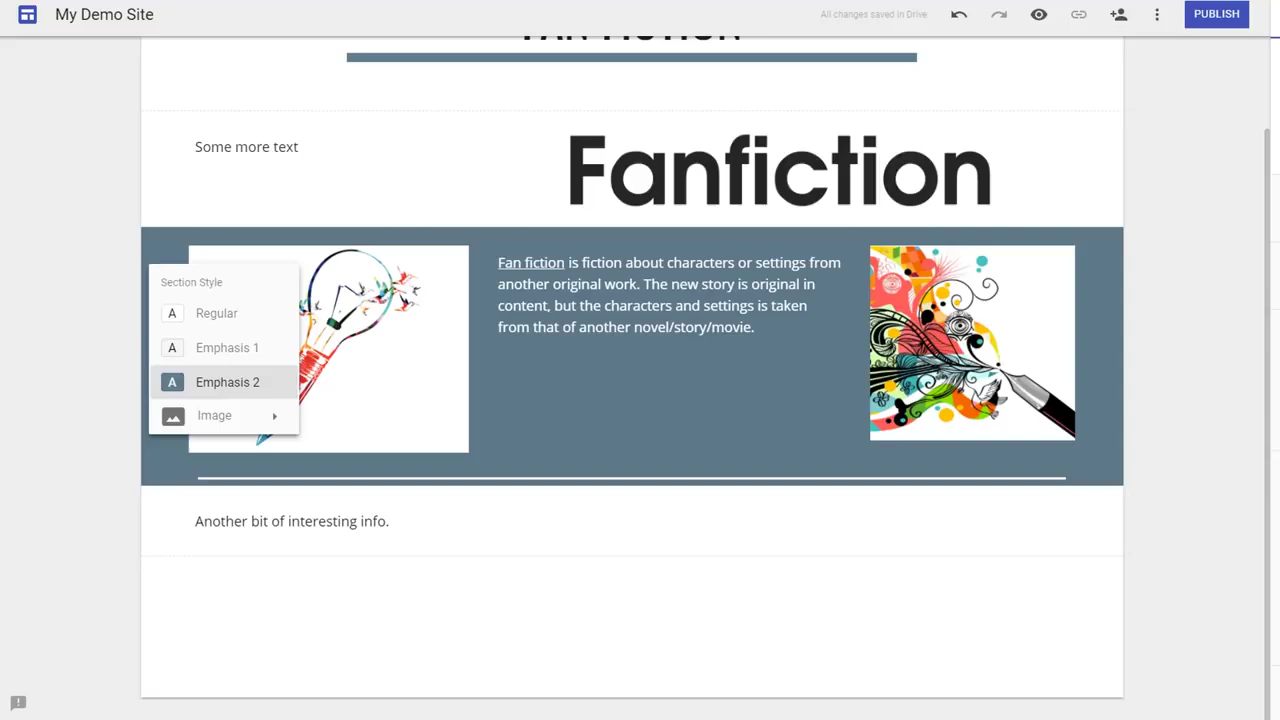 My Demo Site
All changes saved in Drive
PUBLISH
FAN FICTION
Some more text
Fanfiction
Section Style
A Regular
A Emphasis 1
A Emphasis 2
Image
Fan fiction is fiction about characters or settings from
another original work. The new story is original in
content, but the characters and settings is taken
from that of another novel/story/movie.
Another bit of interesting info.